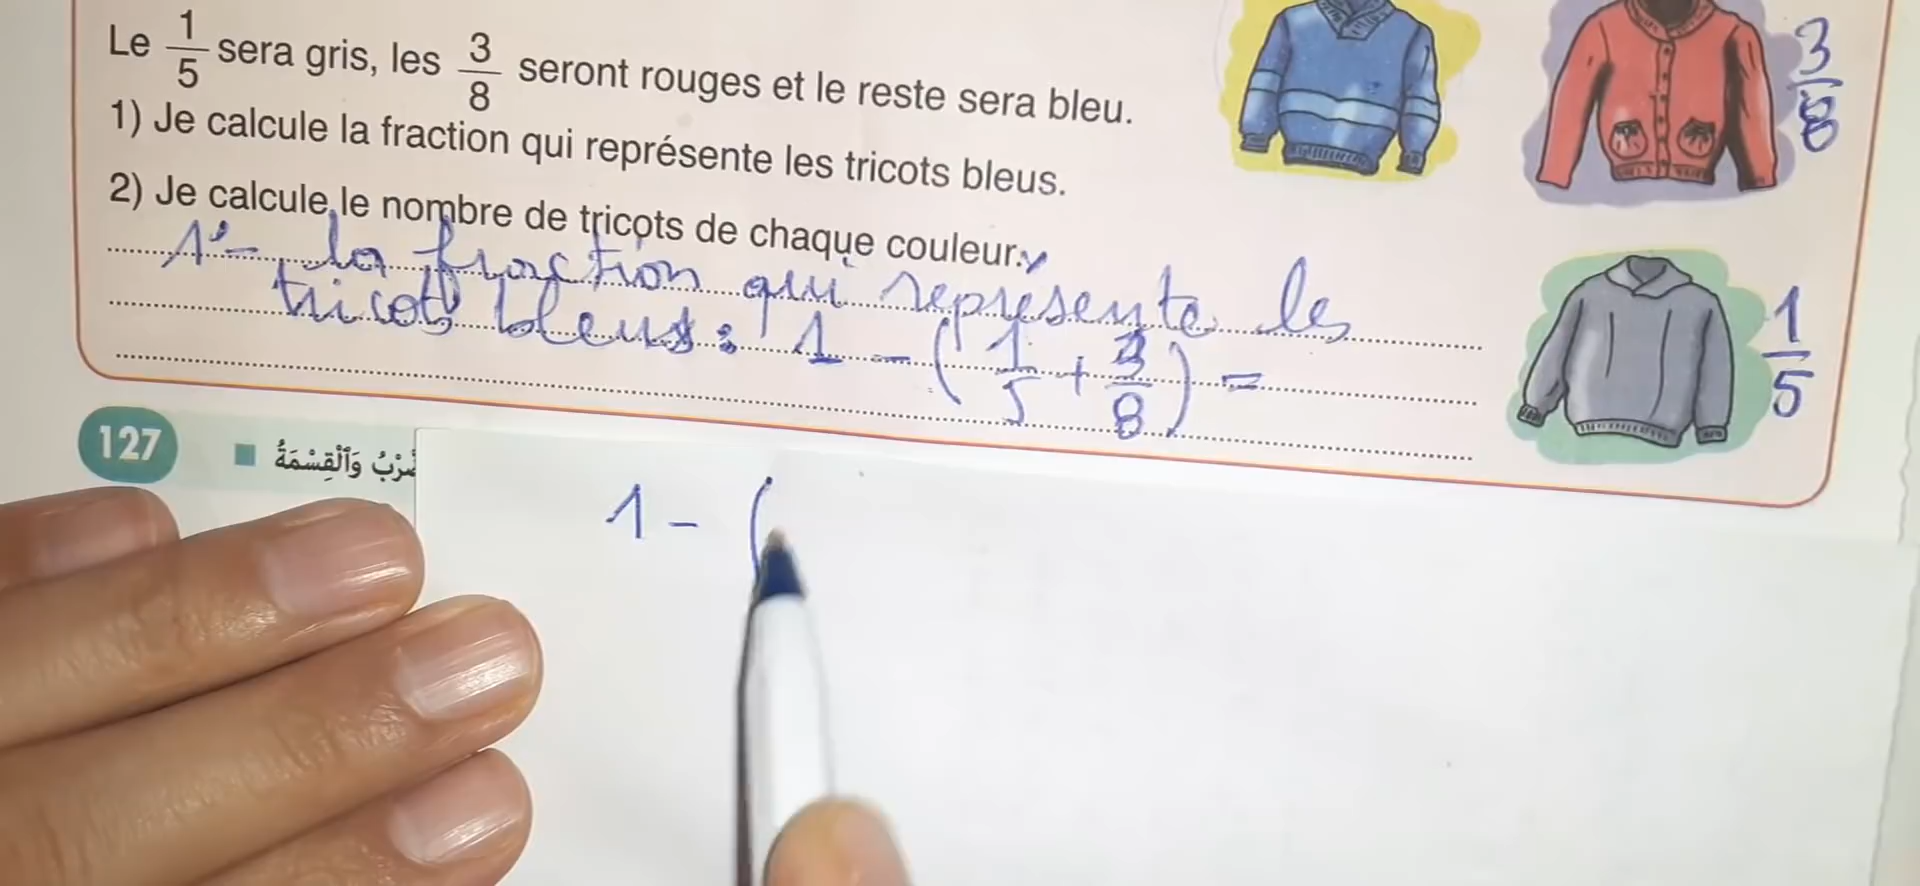 Le 1/5 sera gris, les 3/8 seront rouges et le reste sera bleu.
1) Je calcule la fraction qui représente les tricots bleus.
2) Je calcule le nombre de tricots de chaque couleur.
1°- la fraction qui représente les
tricots bleus : 1 - (1/5 + 3/8) =
3/8
1/5
127
وَٱلْقِسْمَةُ
1 - (